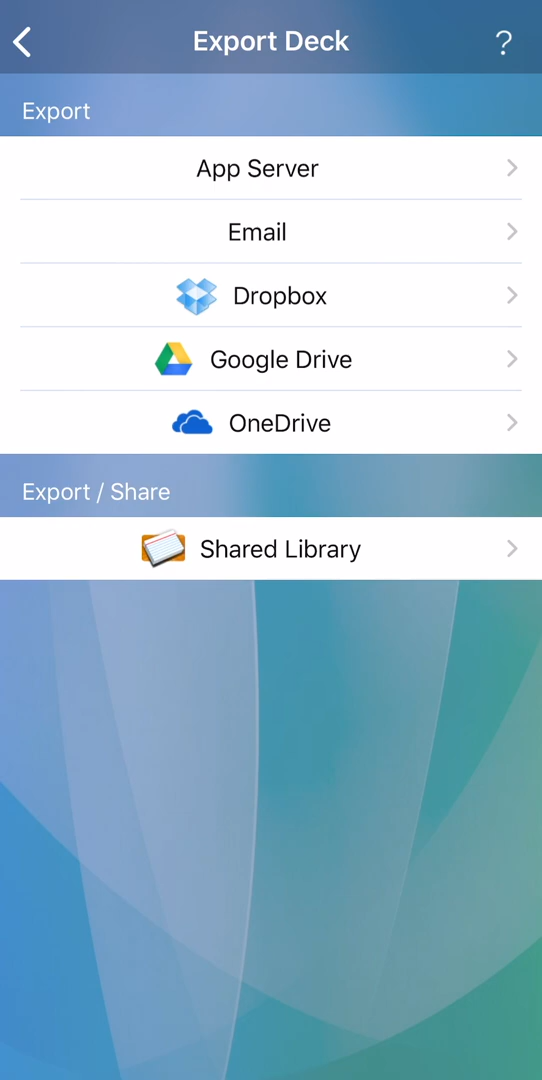 Export Deck
?
Export
App Server
Email
Dropbox
Google Drive
OneDrive
Export / Share
Shared Library